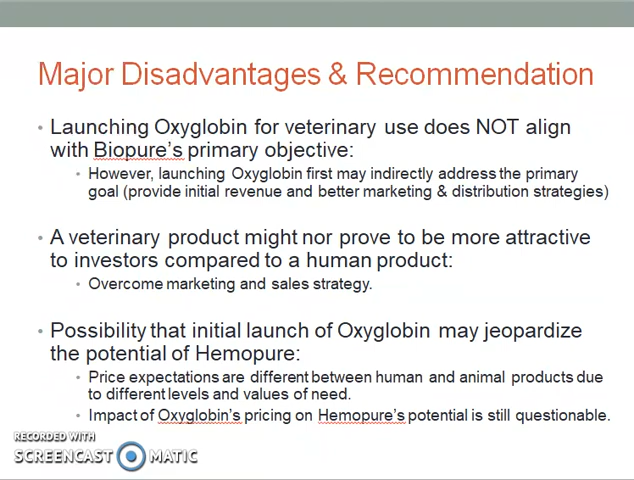 Major Disadvantages & Recommendation
• Launching Oxyglobin for veterinary use does NOT align
with Biopure's primary objective:
• However, launching Oxyglobin first may indirectly address the primary
goal (provide initial revenue and better marketing & distribution strategies)
• A veterinary product might nor prove to be more attractive
to investors compared to a human product:
• Overcome marketing and sales strategy.
• Possibility that initial launch of Oxyglobin may jeopardize
the potential of Hemopure:
• Price expectations are different between human and animal products due
to different levels and values of need.
• Impact of Oxyglobin's pricing on Hemopure's potential is still questionable.
RECORDED WITH
SCREENCAST MATIC